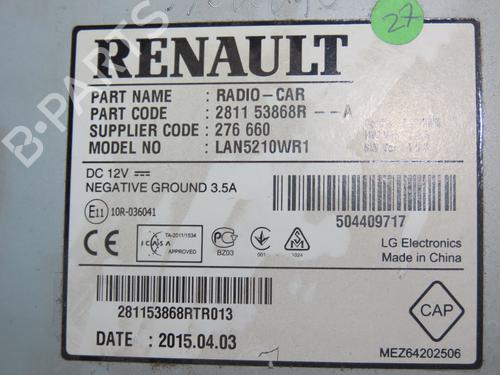 27
RENAULT
PART NAME : RADIO-CAR
PART CODE : 2811 53868R --A
SUPPLIER CODE : 276 660
MODEL NO : LAN5210WR1
DC 12V
NEGATIVE GROUND 3.5A
E11 10R-036041
504409717
ICASA
TA-2011/1534
APPROVED
BZ03
001
1024
LG Electronics
Made in China
281153868RTR013
DATE : 2015.04.03
CAP
MEZ64202506
B-PARTS